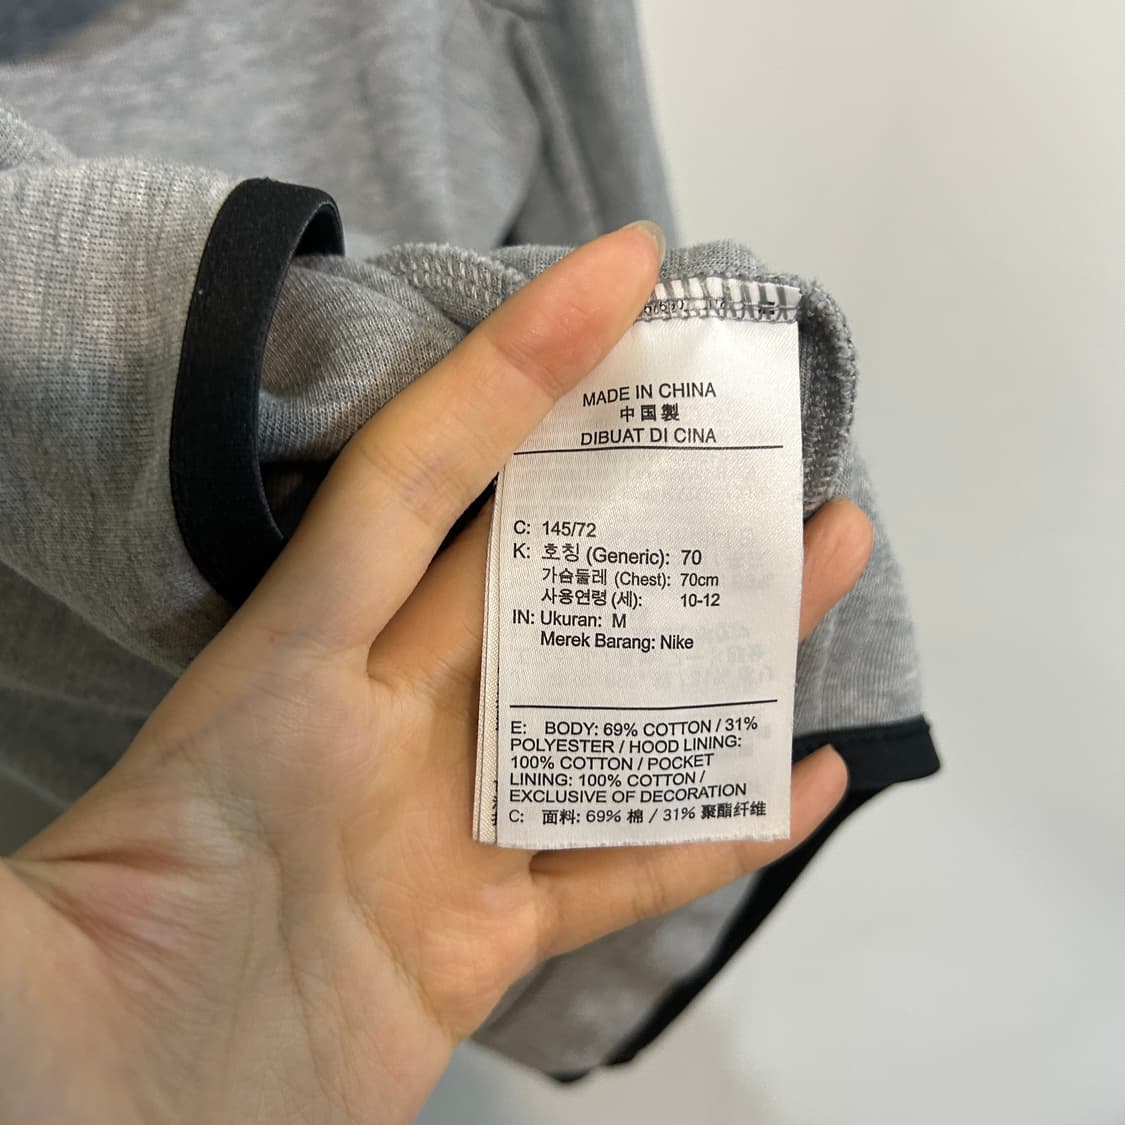 MADE IN CHINA
中国製
DIBUAT DI CINA
C: 145/72
K: 호칭 (Generic): 70
가슴둘레 (Chest): 70cm
사용연령 (세): 10-12
IN: Ukuran: M
Merek Barang: Nike
E: BODY: 69% COTTON / 31%
POLYESTER / HOOD LINING:
100% COTTON / POCKET
LINING: 100% COTTON /
EXCLUSIVE OF DECORATION
C: 面料: 69% 棉 / 31% 聚酯纤维